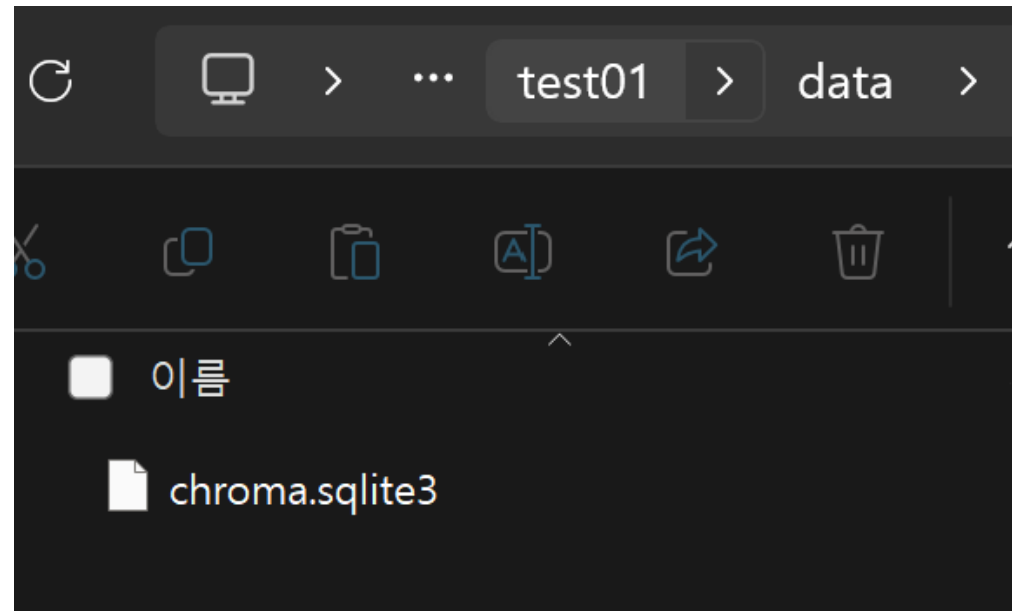 test01 data
이름
chroma.sqlite3